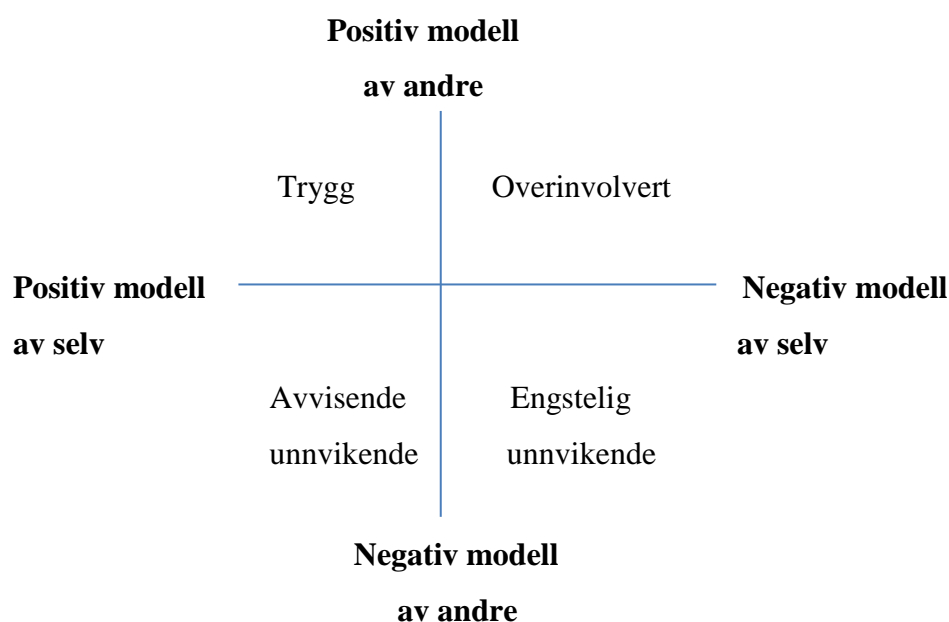 Positiv modell
av andre
Trygg
Overinvolvert
Positiv modell
av selv
Negativ modell
av selv
Avvisende
unnvikende
Engstelig
unnvikende
Negativ modell
av andre